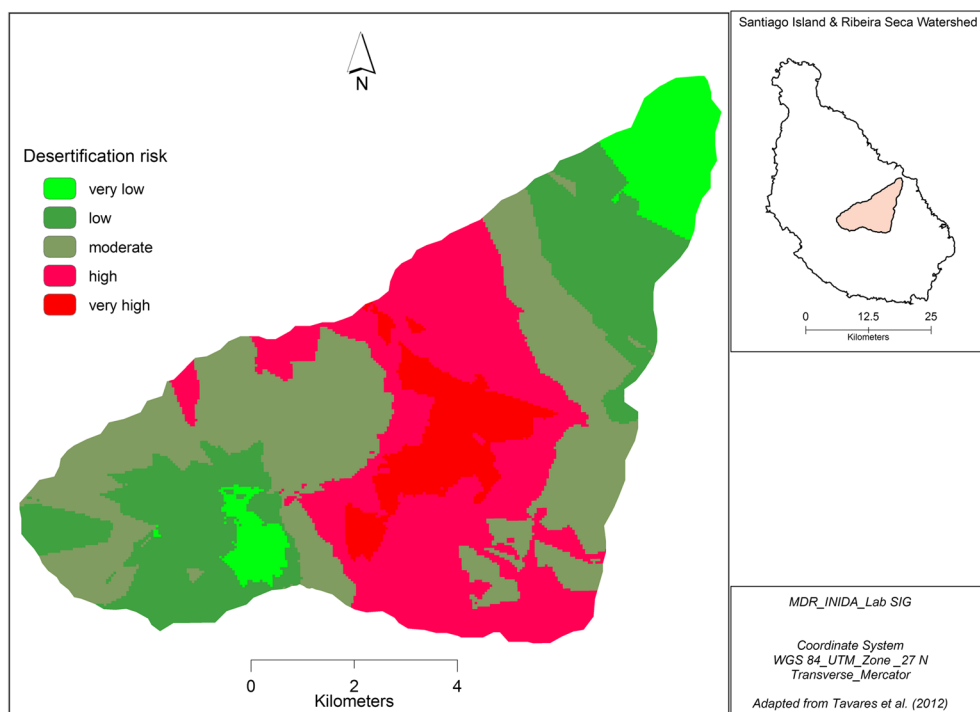 N
Desertification risk
very low
low
moderate
high
very high
0 2 4
Kilometers
Santiago Island & Ribeira Seca Watershed
0 12.5 25
Kilometers
MDR_INIDA_Lab SIG
Coordinate System
WGS 84_UTM_Zone _27 N
Transverse_Mercator
Adapted from Tavares et al. (2012)